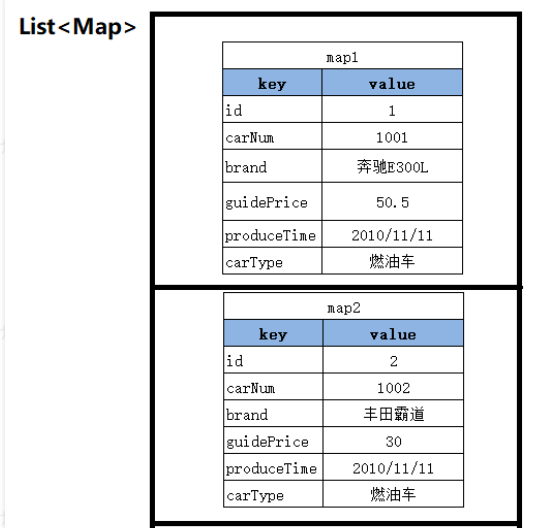 List<Map>
map1
key value
id 1
carNum 1001
brand 奔驰E300L
guidePrice 50.5
produceTime 2010/11/11
carType 燃油车
map2
key value
id 2
carNum 1002
brand 丰田霸道
guidePrice 30
produceTime 2010/11/11
carType 燃油车